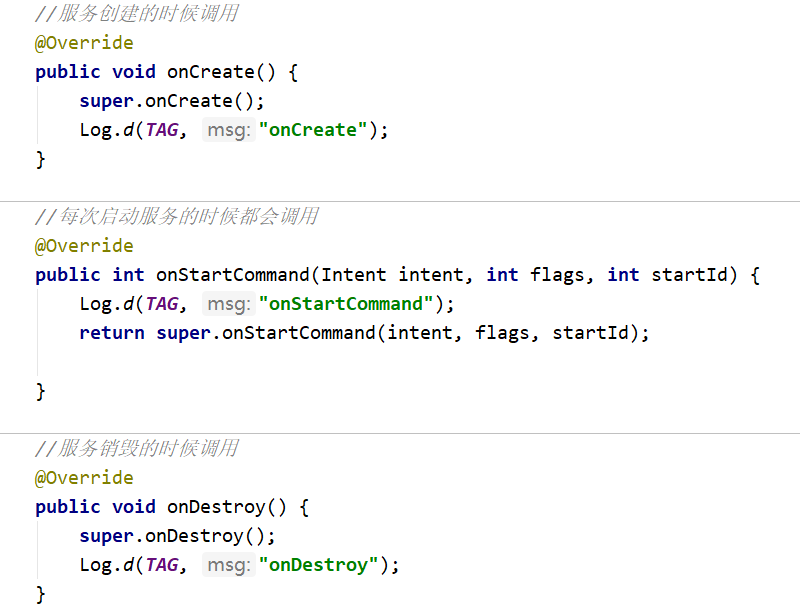 //服务创建的时候调用
@Override
public void onCreate() {
super.onCreate();
Log.d(TAG, msg: "onCreate");
}
//每次启动服务的时候都会调用
@Override
public int onStartCommand(Intent intent, int flags, int startId) {
Log.d(TAG, msg: "onStartCommand");
return super.onStartCommand(intent, flags, startId);
}
//服务销毁的时候调用
@Override
public void onDestroy() {
super.onDestroy();
Log.d(TAG, msg: "onDestroy");
}